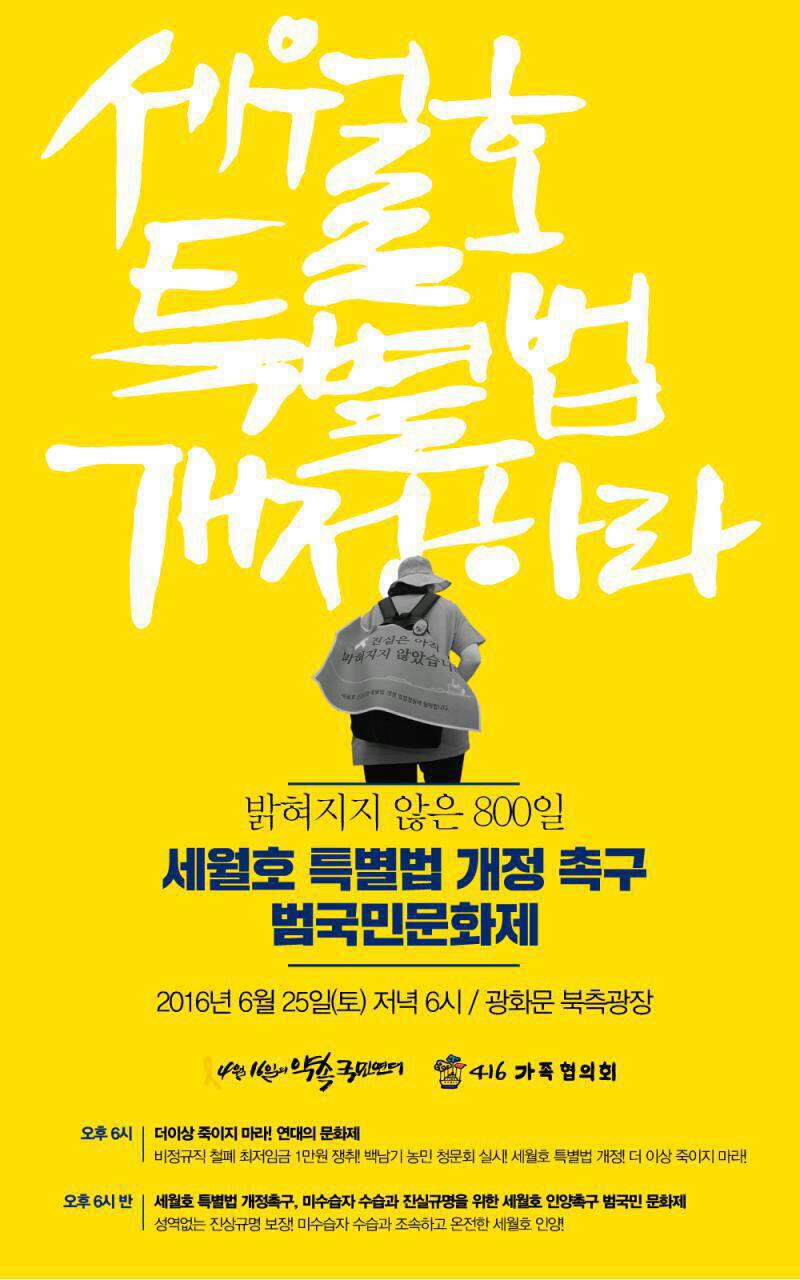 세월호
특별법
개정하라
진실은 아직
밝혀지지 않았습니
밝혀지지 않은 800일
세월호 특별법 개정 촉구
범국민문화제
2016년 6월 25일(토) 저녁 6시 / 광화문 북측광장
4월 16일의 약속 국민연대
416 가족협의회
오후 6시
더이상 죽이지 마라! 연대의 문화제
비정규직 철폐 최저임금 1만원 쟁취! 백남기 농민 청문회 실시! 세월호 특별법 개정! 더 이상 죽이지 마라!
오후 6시 반
세월호 특별법 개정촉구, 미수습자 수습과 진실규명을 위한 세월호 인양촉구 범국민 문화제
성역없는 진상규명 보장! 미수습자 수습과 조속하고 온전한 세월호 인양!